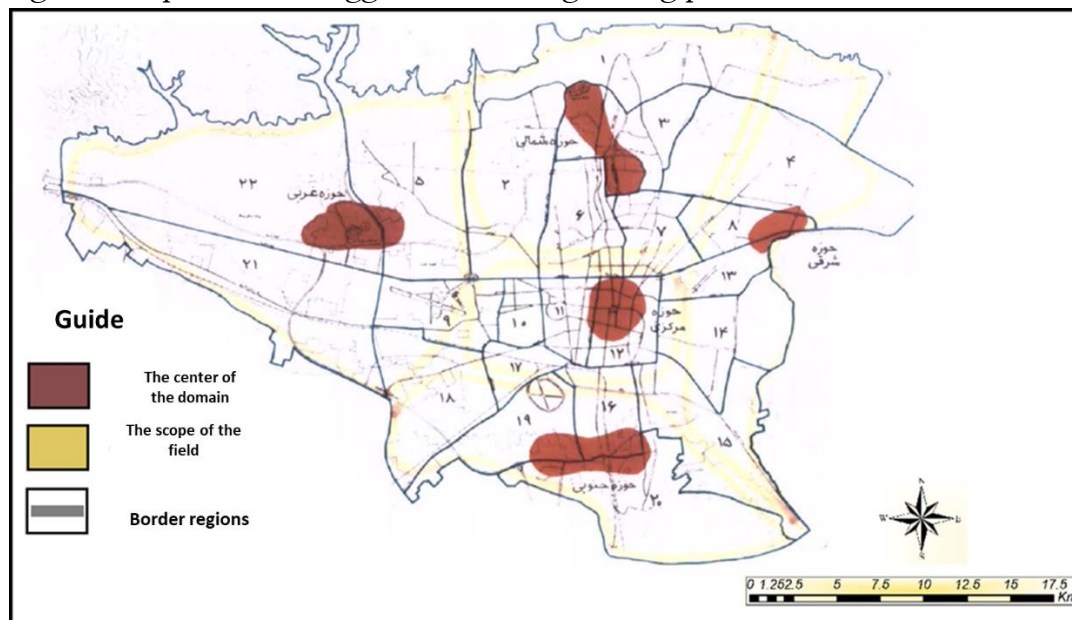 ۱
۳
حوزه شمالی
۴
۲۲
۵
۲
حوزه غربی
۶
۷
۸
حوزه
شرقی
۲۱
۱۳
۹
۱۰
۱۱
حوزه
مرکزی
۱۴
۱۲
Guide
۱۷
۱۸
The center of
the domain
۱۹
۱۶
The scope of the
field
۱۵
حوزه جنوبی
۲۰
Border regions
N
W
E
0 1.25 2.5 5 7.5 10 12.5 15 17.5
Km